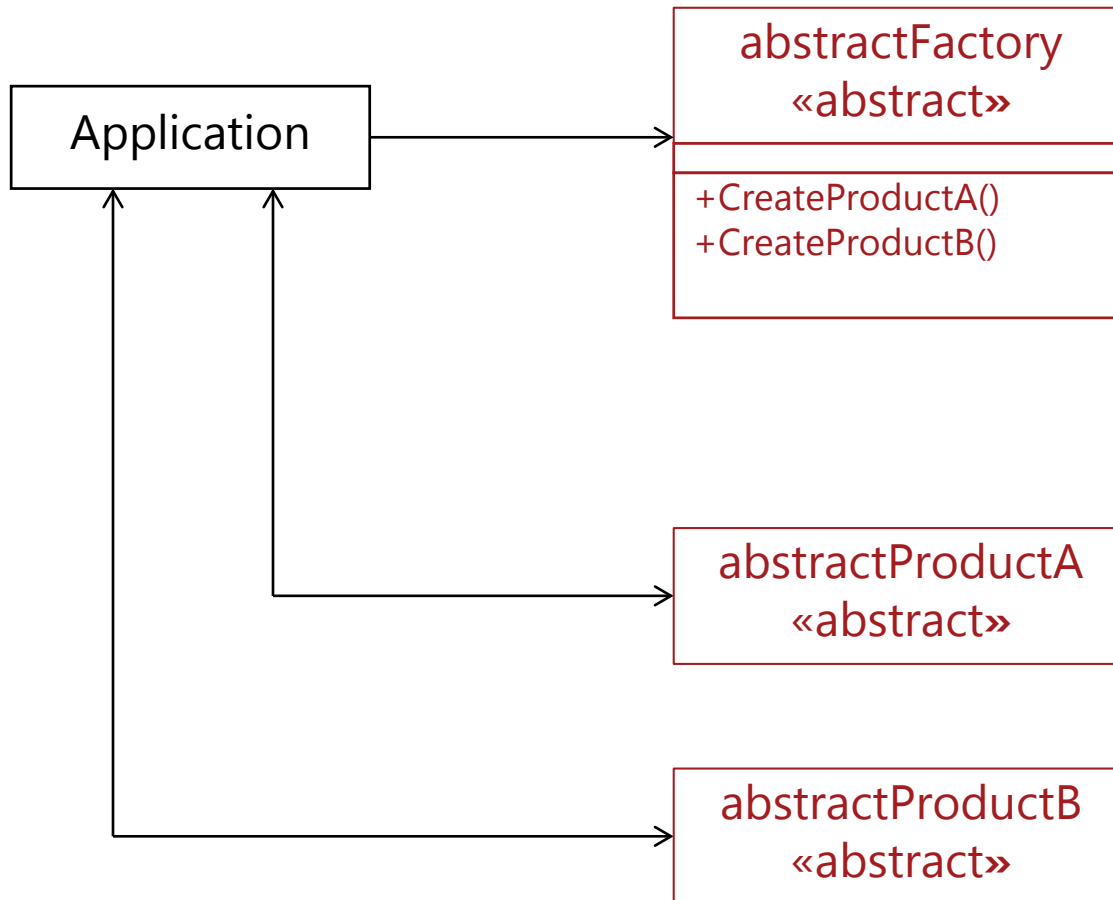 abstractFactory
«abstract»
Application
+CreateProductA()
+CreateProductB()
abstractProductA
«abstract»
abstractProductB
«abstract»